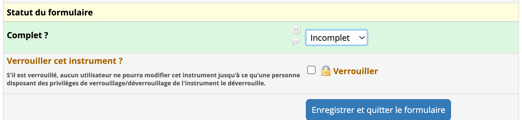 Statut du formulaire
Complet ?
Incomplet
Verrouiller cet instrument ?
S'il est verrouillé, aucun utilisateur ne pourra modifier cet instrument jusqu'à ce qu'une personne
disposant des privilèges de verrouillage/déverrouillage de l'instrument le déverrouille.
Verrouiller
Enregistrer et quitter le formulaire